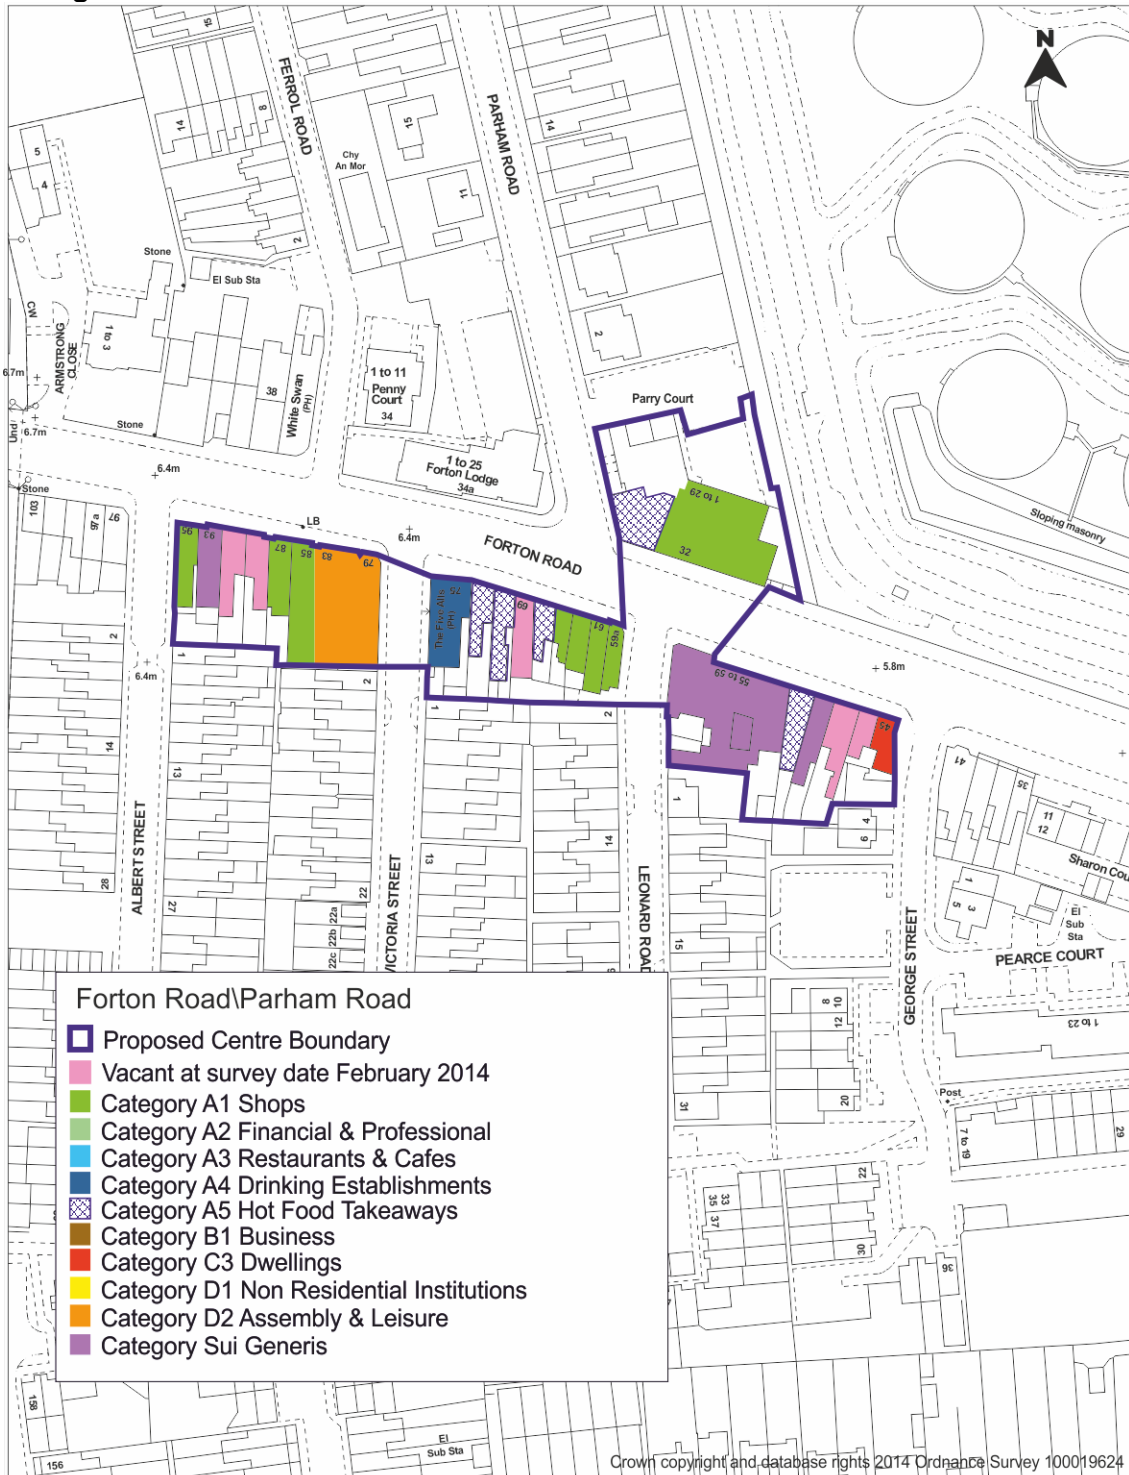 15
FERROL ROAD
8
14
PARHAM ROAD
15
14
N
5
4
Chy
An Mor
11
2
Stone
El Sub Sta
CW
ARMSTRONG
CLOSE
1 to 3
6.7m
Und
6.7m
38
White Swan
(PH)
1 to 11
Penny
Court
34
2
Parry Court
Stone
6.4m
1 to 25
Forton Lodge
34a
Stone
103
97a
97
LB
6.4m
FORTON ROAD
1 to 29
32
Sloping masonry
95
93
87
85
83
79
75
The Five Alls
(PH)
69
61
59a
2
1
6.4m
2
1
2
55 to 59
5.8m
45
41
35
14
13
1
4
6
11
12
Sharon Cou
ALBERT STREET
28
27
22
22a
22b
22c
VICTORIA STREET
13
14
LEONARD ROAD
15
GEORGE STREET
1
3
5
El
Sub
Sta
PEARCE COURT
8
10
12
1 to 23
20
31
Post
7 to 19
29
22
33
35
37
30
36
Forton Road\Parham Road
Proposed Centre Boundary
Vacant at survey date February 2014
Category A1 Shops
Category A2 Financial & Professional
Category A3 Restaurants & Cafes
Category A4 Drinking Establishments
Category A5 Hot Food Takeaways
Category B1 Business
Category C3 Dwellings
Category D1 Non Residential Institutions
Category D2 Assembly & Leisure
Category Sui Generis
158
156
El
Sub Sta
Crown copyright and database rights 2014 Ordnance Survey 100019624